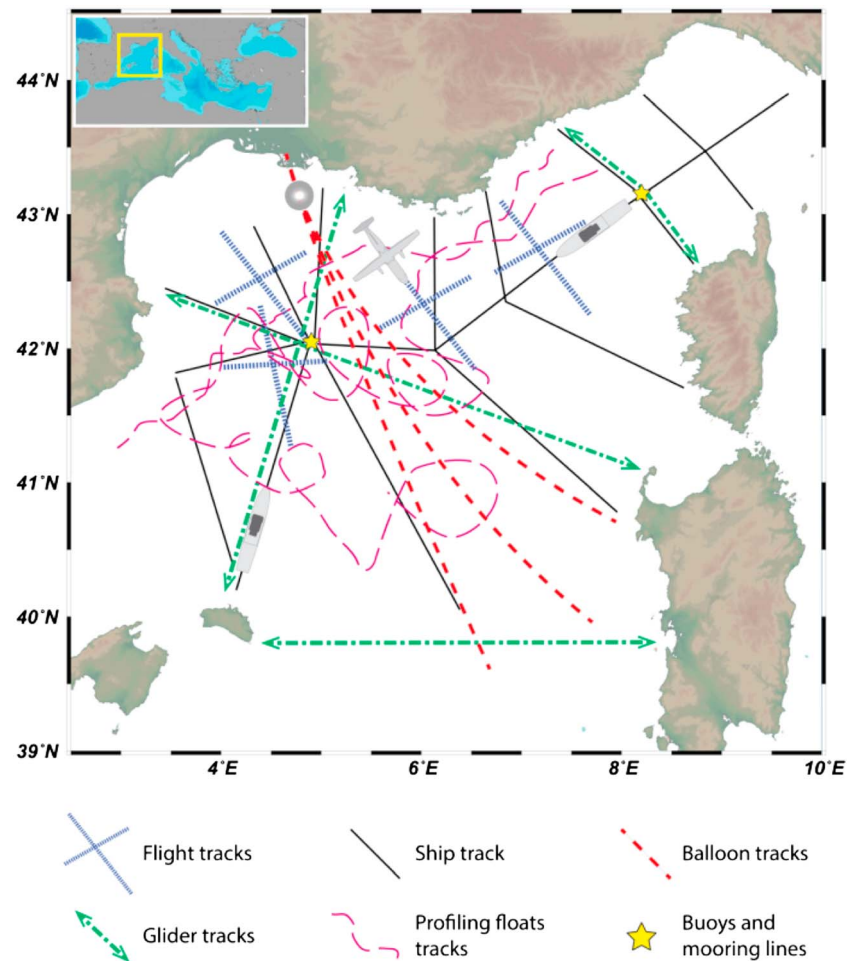 44°N
43°N
42°N
41°N
40°N
39°N
4°E 6°E 8°E 10°E
Flight tracks
Ship track
Balloon tracks
Glider tracks
Profiling floats
tracks
Buoys and
mooring lines